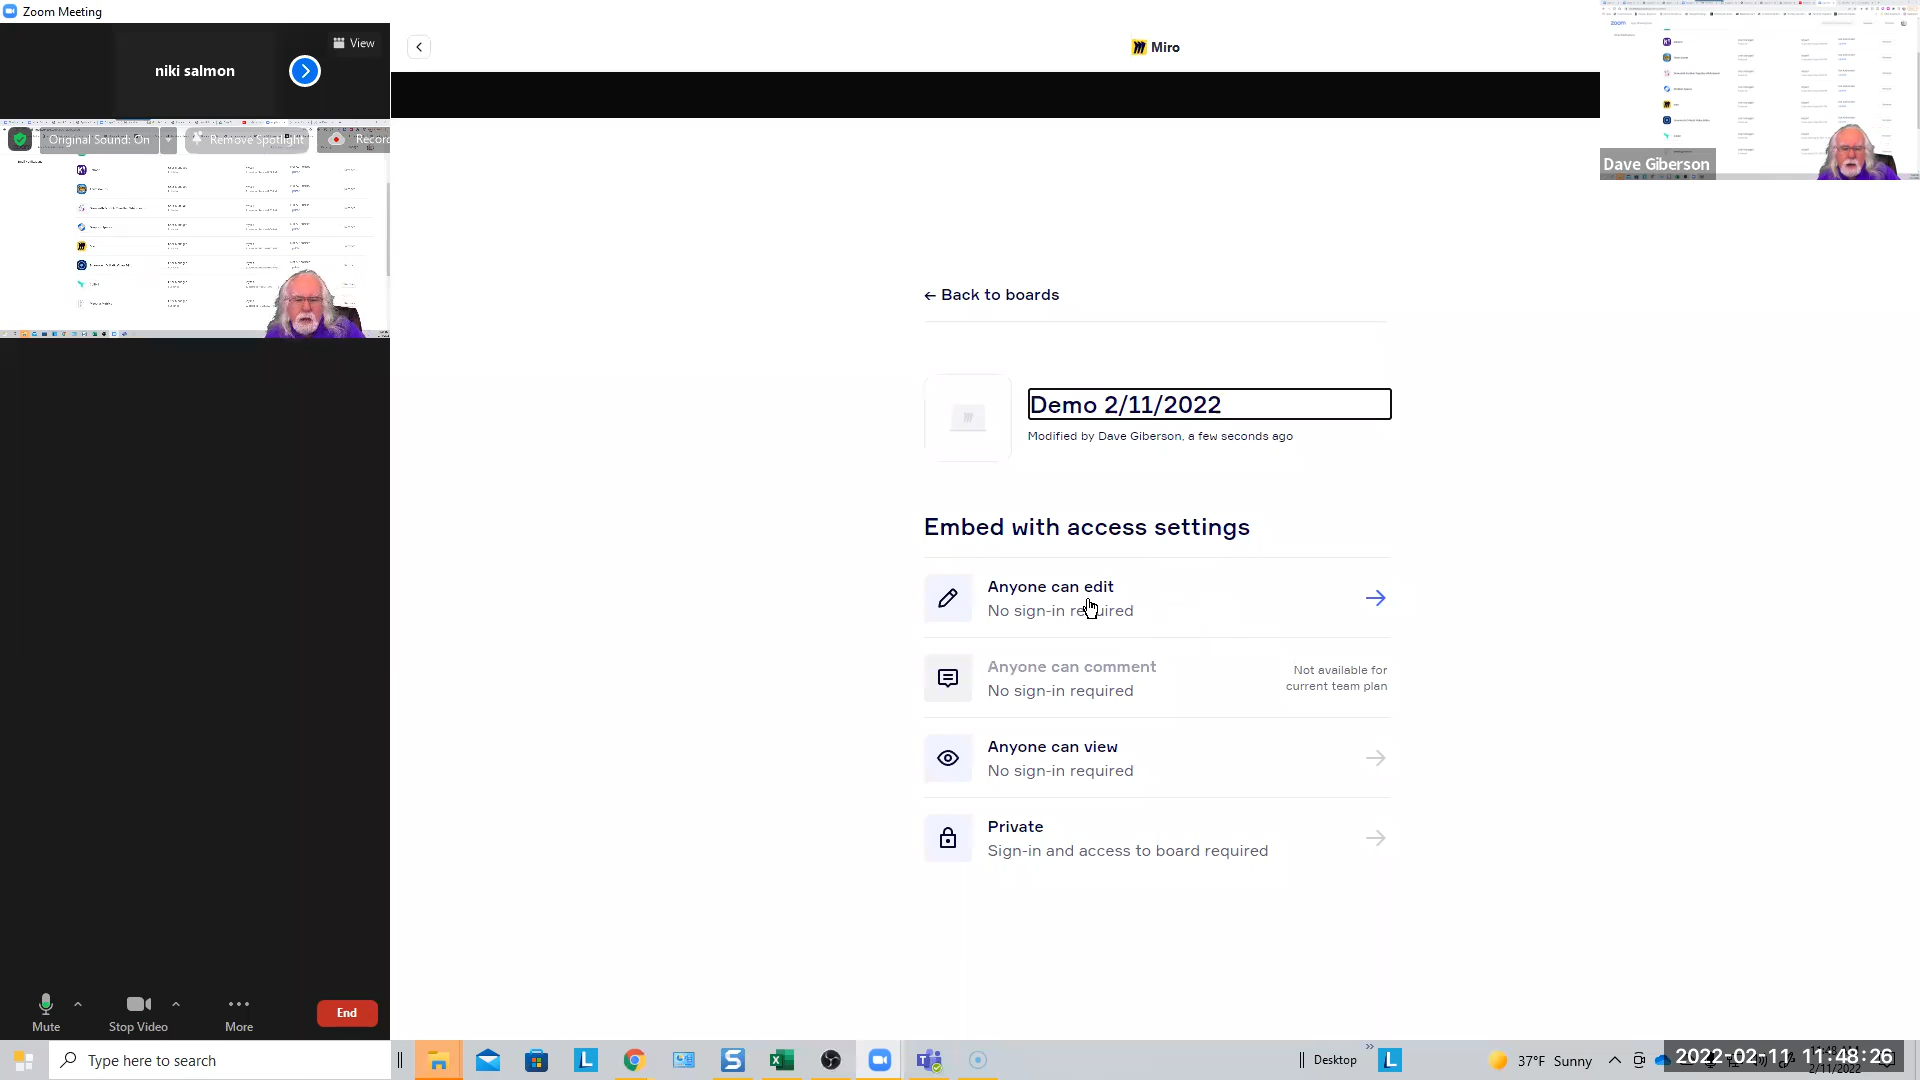 Zoom Meeting
View
niki salmon
Original Sound: On
Remove Spotlight
Miro
zoom
Dave Giberson
← Back to boards
Demo 2/11/2022
Modified by Dave Giberson, a few seconds ago
Embed with access settings
Anyone can edit
No sign-in required
Anyone can comment
No sign-in required
Not available for
current team plan
Anyone can view
No sign-in required
Private
Sign-in and access to board required
Mute
Stop Video
More
End
Type here to search
Desktop
37°F Sunny
2022-02-11 11:48:26
2/11/2022